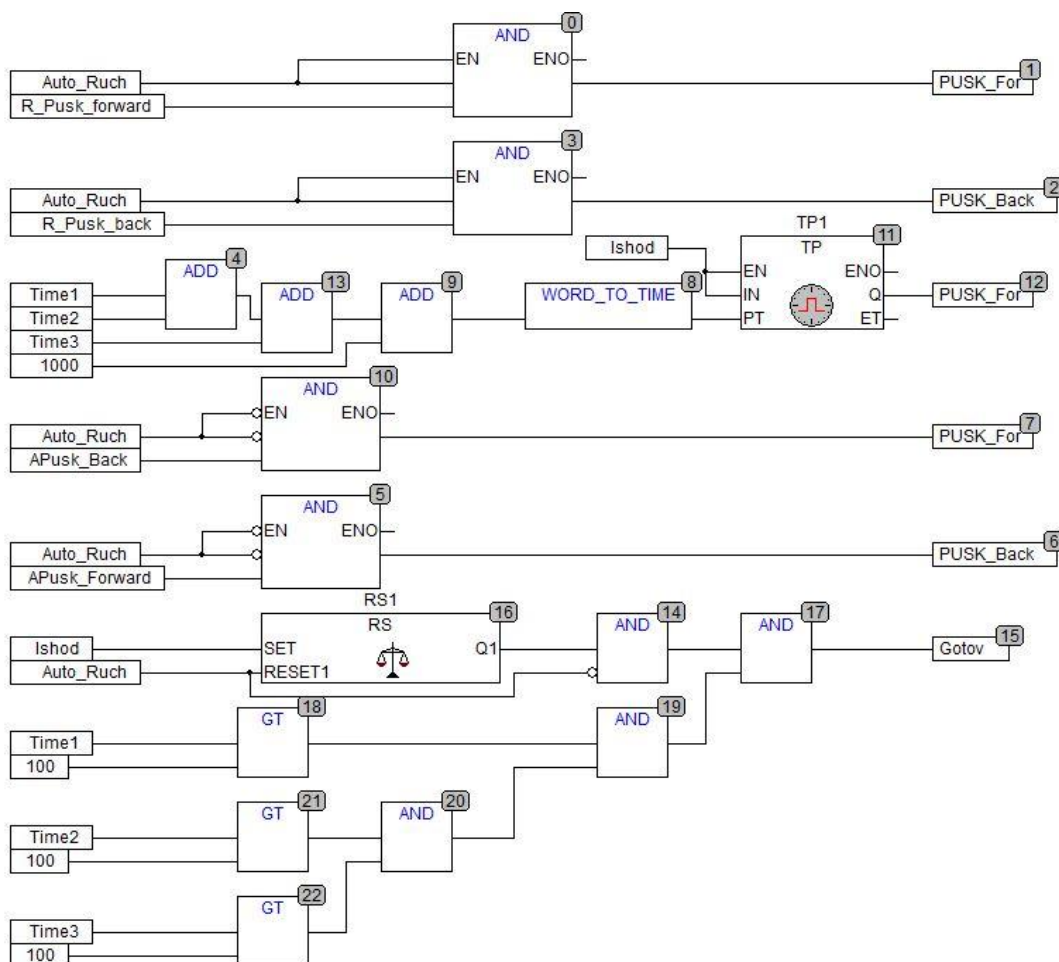 0
AND
EN ENO
Auto_Ruch
R_Pusk_forward
1
PUSK_For
3
AND
EN ENO
Auto_Ruch
R_Pusk_back
2
PUSK_Back
TP1
11
Ishod
TP
EN ENO
IN Q
PT ET
12
PUSK_For
4
ADD
13
ADD
9
ADD
8
WORD_TO_TIME
Time1
Time2
Time3
1000
10
AND
EN ENO
Auto_Ruch
APusk_Back
7
PUSK_For
5
AND
EN ENO
Auto_Ruch
APusk_Forward
6
PUSK_Back
RS1
16
RS
SET Q1
RESET1
Ishod
Auto_Ruch
14
AND
17
AND
15
Gotov
18
GT
Time1
100
19
AND
21
GT
Time2
100
20
AND
22
GT
Time3
100